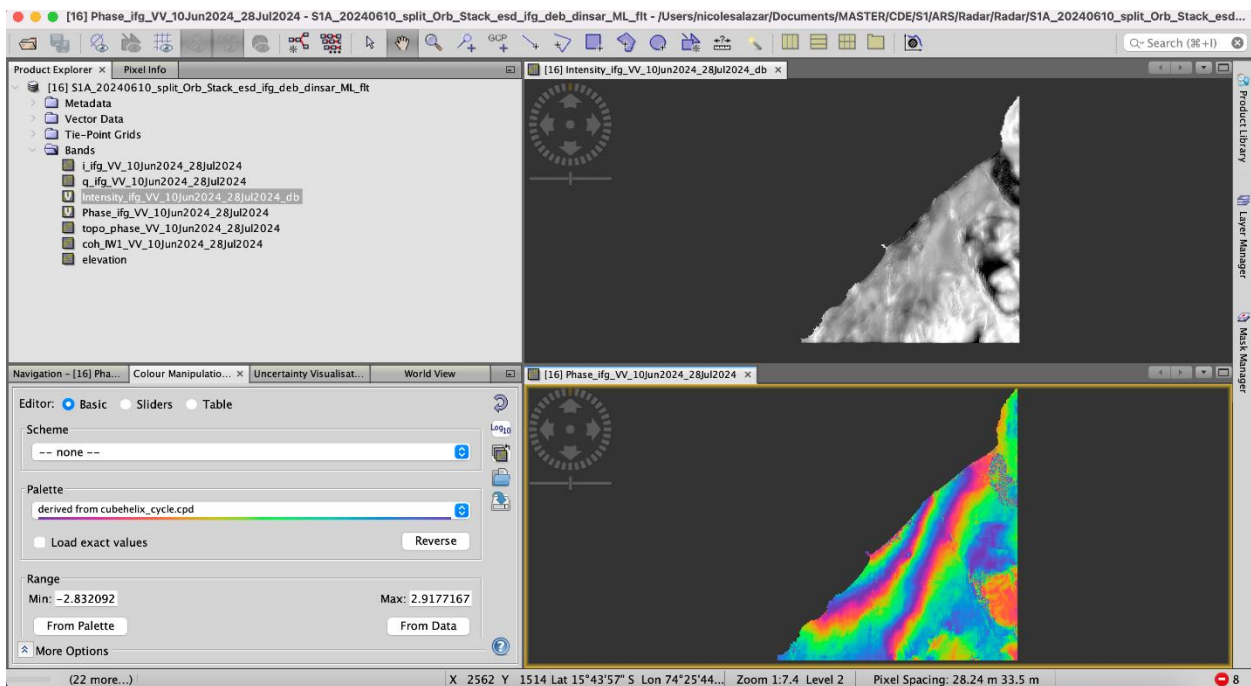 [16] Phase_ifg_VV_10Jun2024_28Jul2024 - S1A_20240610_split_Orb_Stack_esd_ifg_deb_dinsar_ML_flt - /Users/nicolesalazar/Documents/MASTER/CDE/S1/ARS/Radar/Radar/S1A_20240610_split_Orb_Stack_esd...
GCP
Search (⌘+I)
Product Explorer × Pixel Info
[16] S1A_20240610_split_Orb_Stack_esd_ifg_deb_dinsar_ML_flt
Metadata
Vector Data
Tie-Point Grids
Bands
i_ifg_VV_10Jun2024_28Jul2024
q_ifg_VV_10Jun2024_28Jul2024
Intensity_ifg_VV_10Jun2024_28Jul2024_db
Phase_ifg_VV_10Jun2024_28Jul2024
topo_phase_VV_10Jun2024_28Jul2024
coh_IW1_VV_10Jun2024_28Jul2024
elevation
[16] Intensity_ifg_VV_10Jun2024_28Jul2024_db ×
Product Library
Layer Manager
Mask Manager
Navigation - [16] Pha... Colour Manipulatio... × Uncertainty Visualisat... World View
Editor: Basic Sliders Table
Scheme
-- none --
Log10
Palette
derived from cubehelix_cycle.cpd
Load exact values Reverse
Range
Min: -2.832092 Max: 2.9177167
From Palette From Data
More Options
[16] Phase_ifg_VV_10Jun2024_28Jul2024 ×
(22 more...) X 2562 Y 1514 Lat 15°43'57" S Lon 74°25'44... Zoom 1:7.4 Level 2 Pixel Spacing: 28.24 m 33.5 m 8